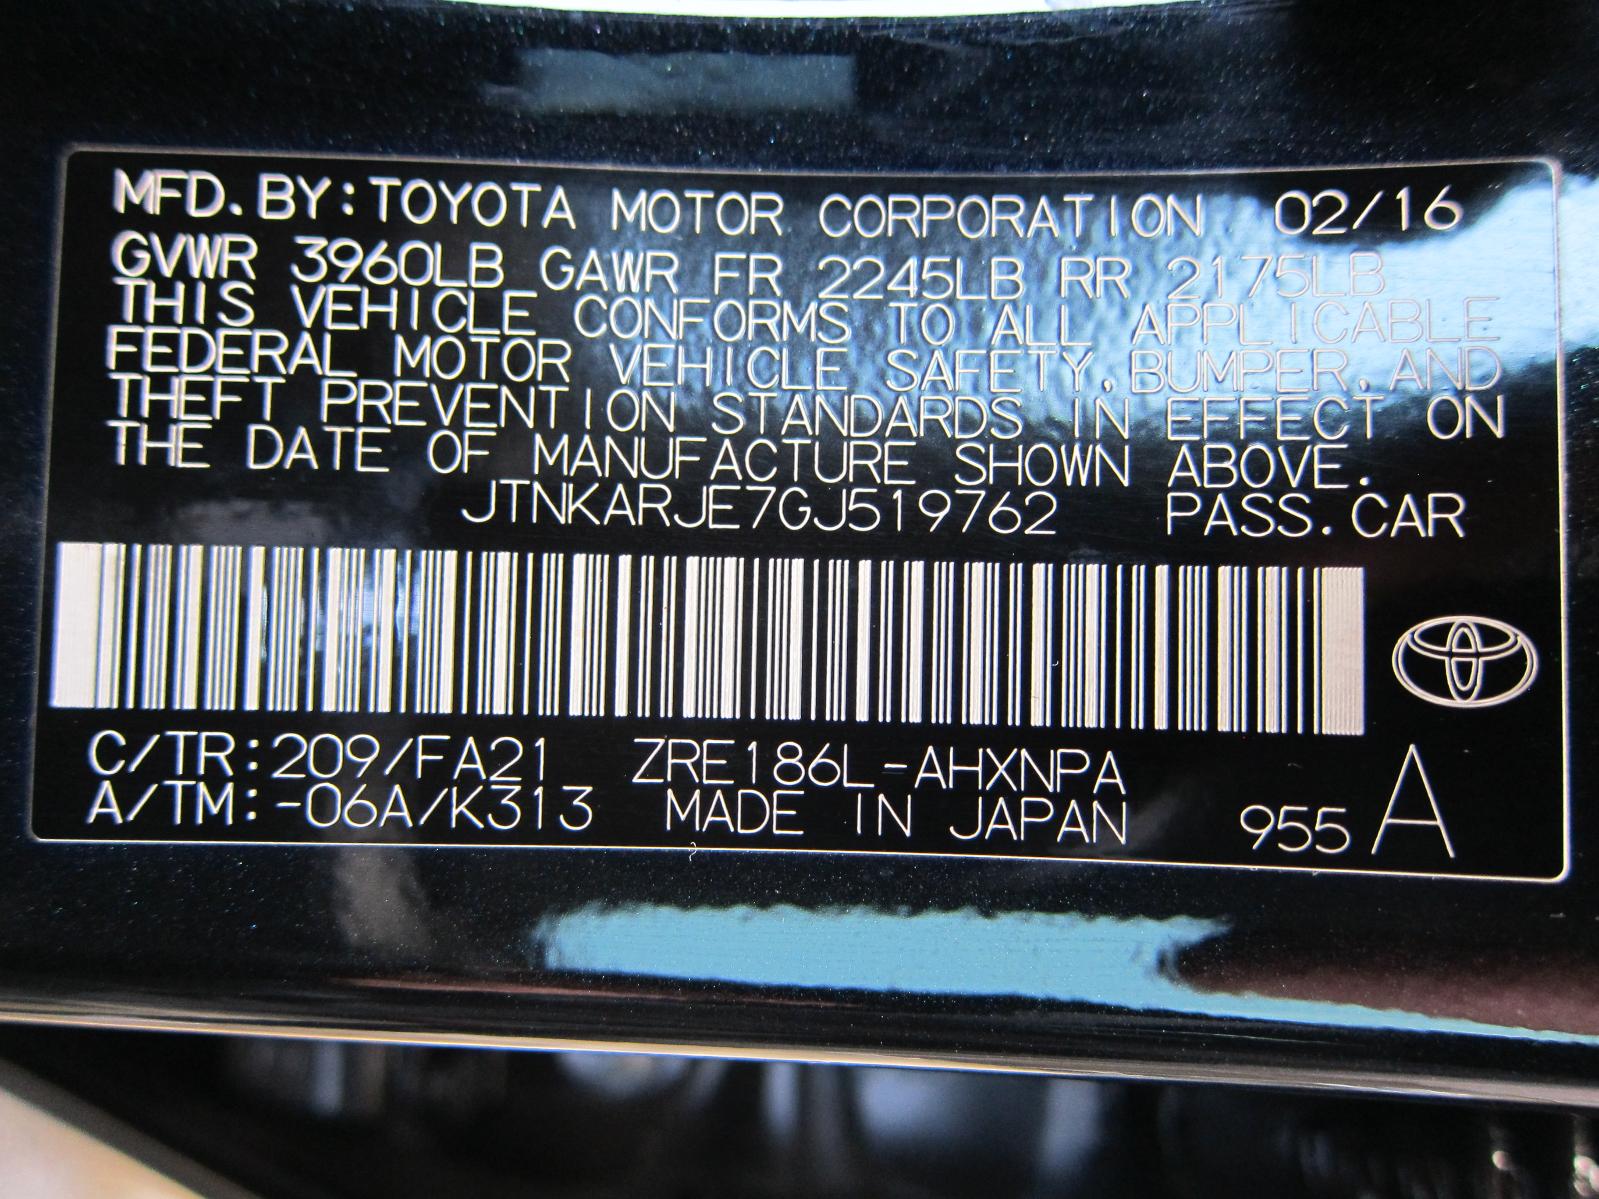 MFD. BY: TOYOTA MOTOR CORPORATION 02/16
GVWR 3960LB GAWR FR 2245LB RR 2175LB
THIS VEHICLE CONFORMS TO ALL APPLICABLE
FEDERAL MOTOR VEHICLE SAFETY, BUMPER, AND
THEFT PREVENTION STANDARDS IN EFFECT ON
THE DATE OF MANUFACTURE SHOWN ABOVE.
JTNKARJE7GJ519762 PASS. CAR
C/TR: 209/FA21 ZRE186L-AHXNPA
A/TM: -06A/K313 MADE IN JAPAN 955 A